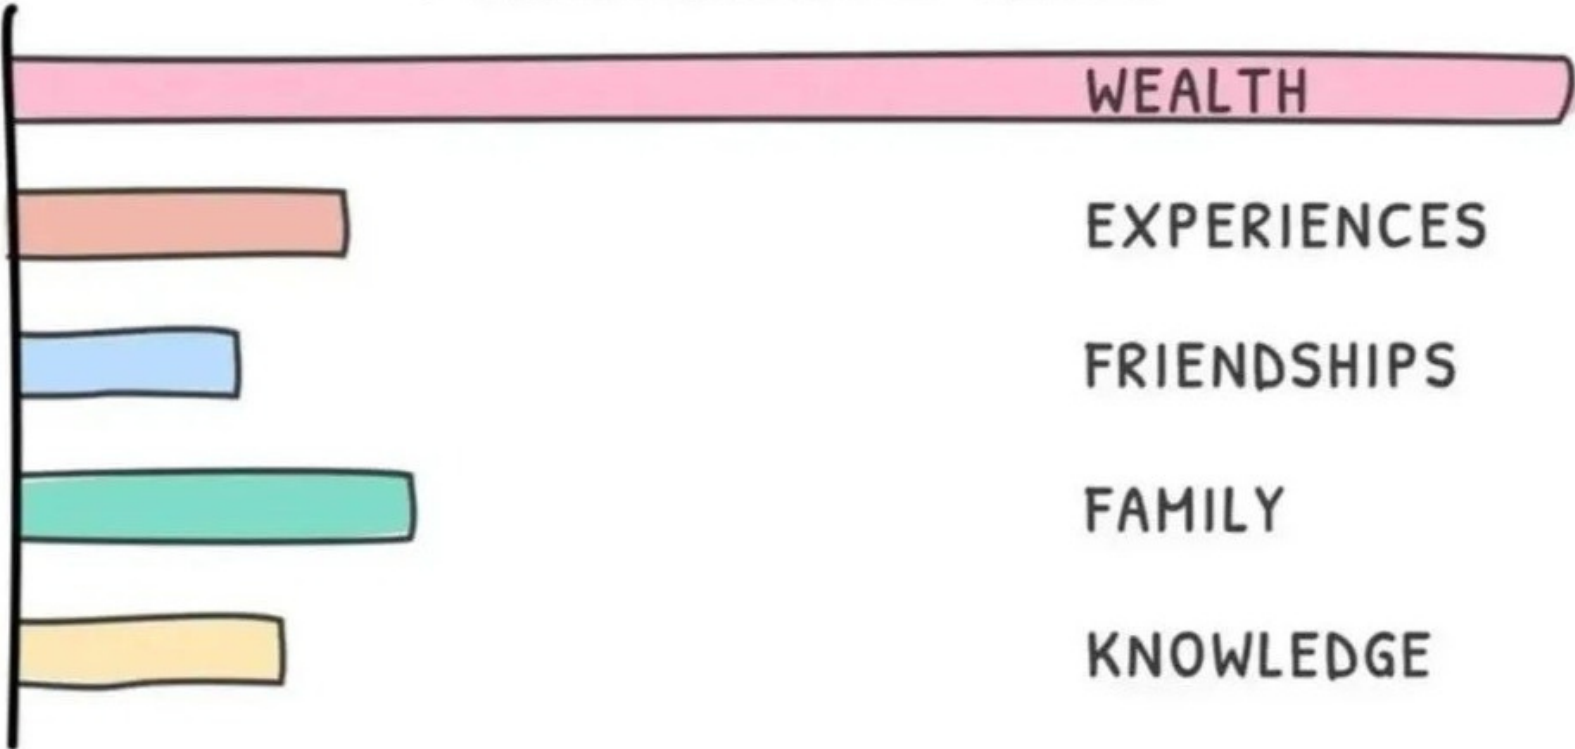 WEALTH
EXPERIENCES
FRIENDSHIPS
FAMILY
KNOWLEDGE